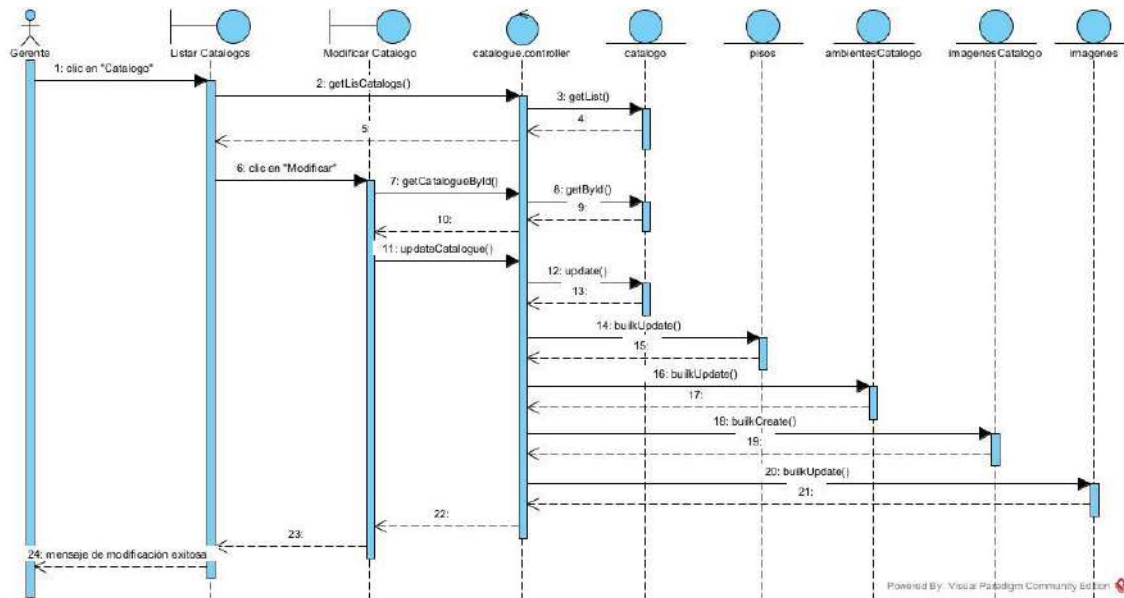 Gerente
Listar Catalogos
Modificar Catalogo
catalogue.controller
catalogo
pisos
ambientesCatalogo
imagenesCatalogo
imagenes
1: clic en "Catalogo"
2: getLisCatalogs()
3: getList()
4:
5:
6: clic en "Modificar"
7: getCatalogueById()
8: getById()
9:
10:
11: updateCatalogue()
12: update()
13:
14: builkUpdate()
15:
16: builkUpdate()
17:
18: builkCreate()
19:
20: builkUpdate()
21:
22:
23:
24: mensaje de modificación exitosa
Powered By: Visual Paradigm Community Edition